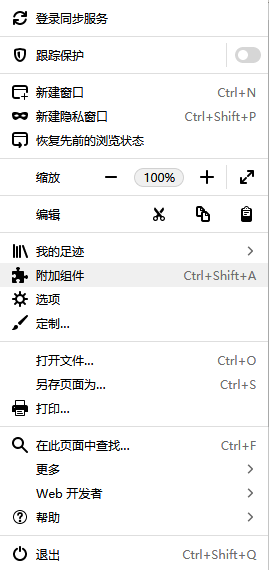 登录同步服务
跟踪保护
新建窗口 Ctrl+N
新建隐私窗口 Ctrl+Shift+P
恢复先前的浏览状态
缩放 100%
编辑
我的足迹
附加组件 Ctrl+Shift+A
选项
定制...
打开文件... Ctrl+O
另存页面为... Ctrl+S
打印...
在此页面中查找... Ctrl+F
更多
Web 开发者
帮助
退出 Ctrl+Shift+Q